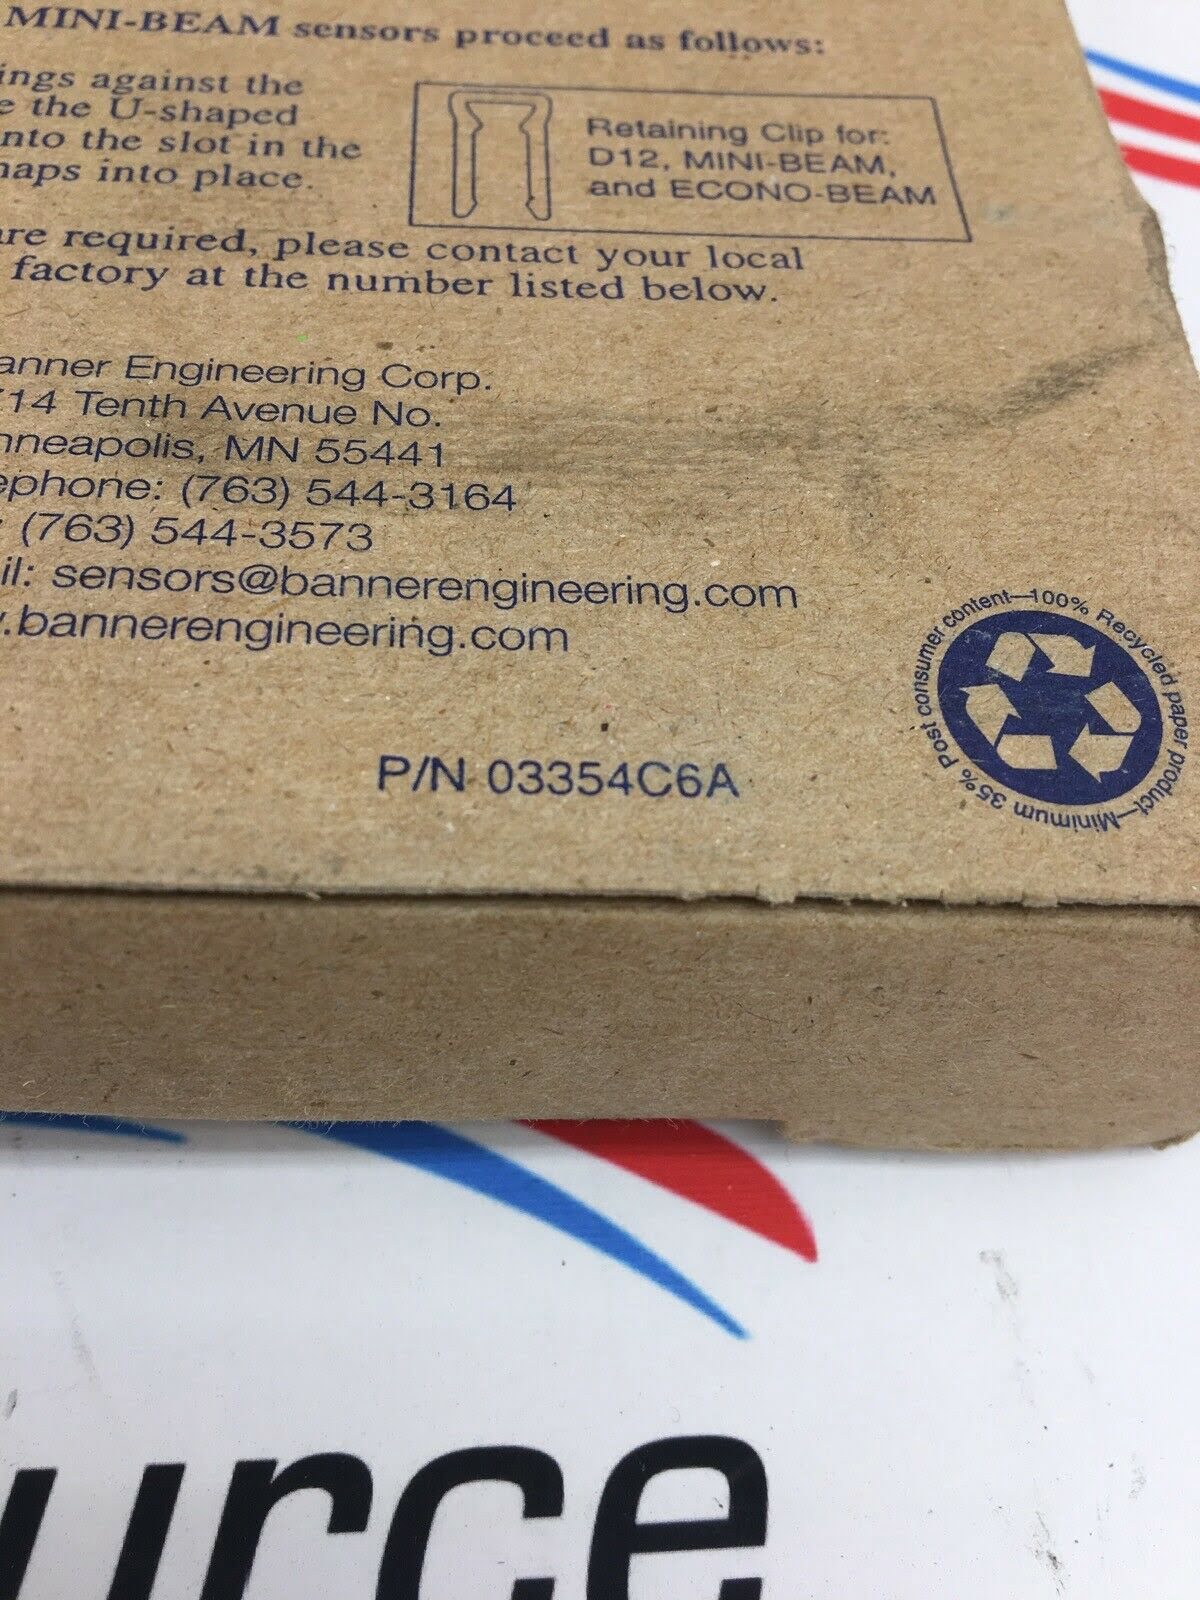 MINI-BEAM sensors proceed as follows:
ings against the
e the U-shaped
nto the slot in the
naps into place.
Retaining Clip for:
D12, MINI-BEAM,
and ECONO-BEAM
are required, please contact your local
factory at the number listed below.
anner Engineering Corp.
714 Tenth Avenue No.
nneapolis, MN 55441
ephone: (763) 544-3164
: (763) 544-3573
il: sensors@bannerengineering.com
.bannerengineering.com
100% Recycled paper product—Minimum 35% Post consumer content—
P/N 03354C6A
urce